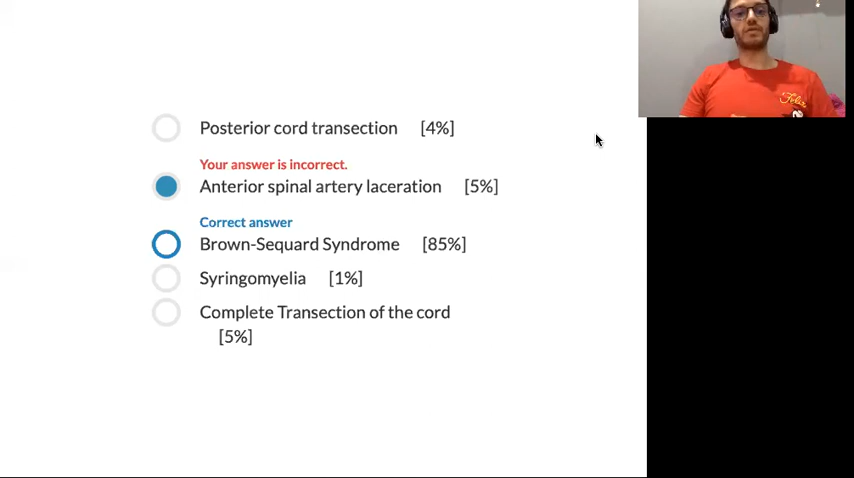 Posterior cord transection [4%]
Your answer is incorrect.
Anterior spinal artery laceration [5%]
Correct answer
Brown-Sequard Syndrome [85%]
Syringomyelia [1%]
Complete Transection of the cord
[5%]
Felix